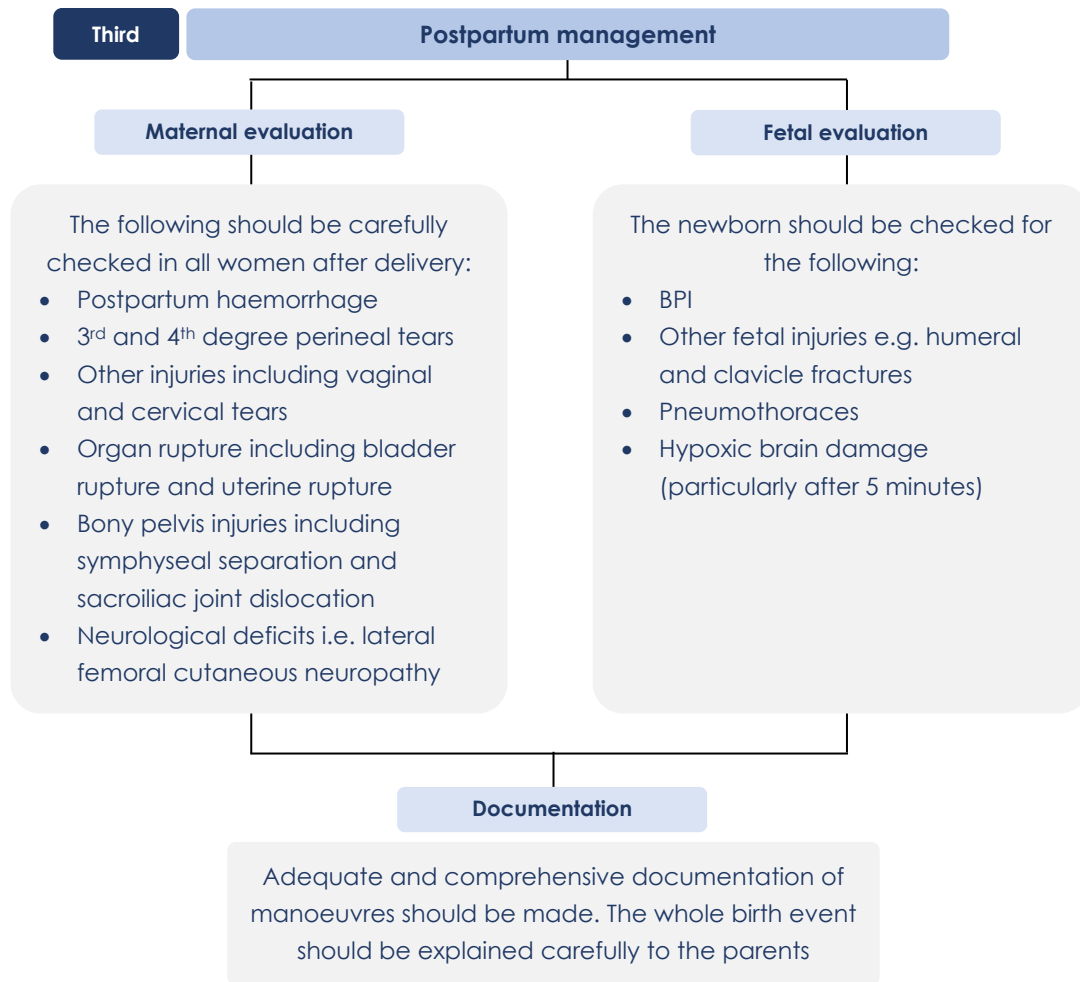 Third
Postpartum management
Maternal evaluation
The following should be carefully
checked in all women after delivery:
• Postpartum haemorrhage
• 3rd and 4th degree perineal tears
• Other injuries including vaginal
and cervical tears
• Organ rupture including bladder
rupture and uterine rupture
• Bony pelvis injuries including
symphyseal separation and
sacroiliac joint dislocation
• Neurological deficits i.e. lateral
femoral cutaneous neuropathy
Fetal evaluation
The newborn should be checked for
the following:
• BPI
• Other fetal injuries e.g. humeral
and clavicle fractures
• Pneumothoraces
• Hypoxic brain damage
(particularly after 5 minutes)
Documentation
Adequate and comprehensive documentation of
manoeuvres should be made. The whole birth event
should be explained carefully to the parents